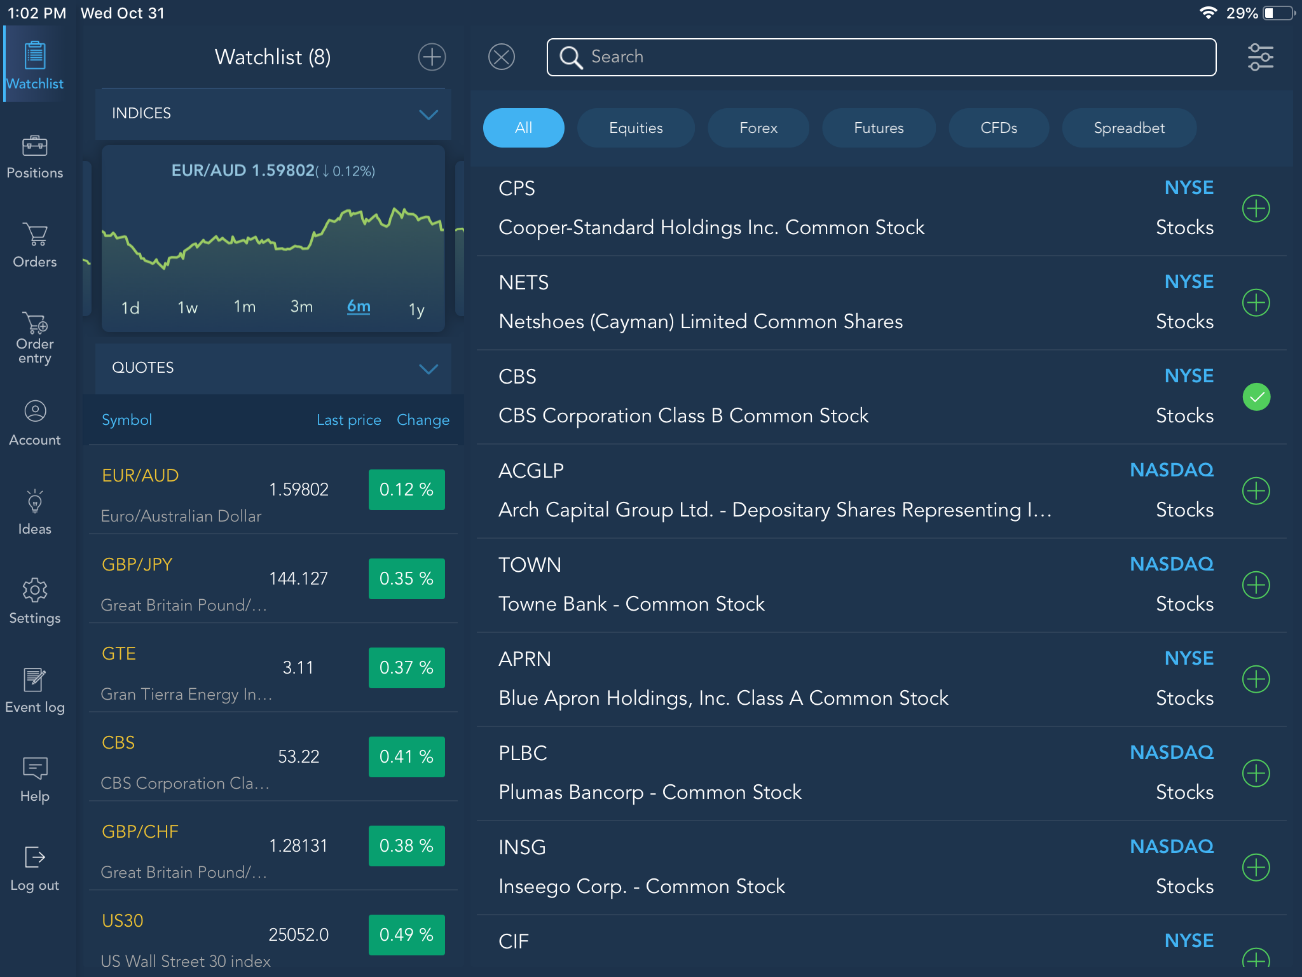 1:02 PM Wed Oct 31
29%
Watchlist
Positions
Orders
Order
entry
Account
Ideas
Settings
Event log
Help
Log out
Watchlist (8)
INDICES
EUR/AUD 1.59802(↓0.12%)
1d 1w 1m 3m 6m 1y
QUOTES
Symbol Last price Change
EUR/AUD 1.59802 0.12 %
Euro/Australian Dollar
GBP/JPY 144.127 0.35 %
Great Britain Pound/...
GTE 3.11 0.37 %
Gran Tierra Energy In...
CBS 53.22 0.41 %
CBS Corporation Cla...
GBP/CHF 1.28131 0.38 %
Great Britain Pound/...
US30 25052.0 0.49 %
US Wall Street 30 index
Search
All Equities Forex Futures CFDs Spreadbet
CPS NYSE
Cooper-Standard Holdings Inc. Common Stock Stocks
NETS NYSE
Netshoes (Cayman) Limited Common Shares Stocks
CBS NYSE
CBS Corporation Class B Common Stock Stocks
ACGLP NASDAQ
Arch Capital Group Ltd. - Depositary Shares Representing I... Stocks
TOWN NASDAQ
Towne Bank - Common Stock Stocks
APRN NYSE
Blue Apron Holdings, Inc. Class A Common Stock Stocks
PLBC NASDAQ
Plumas Bancorp - Common Stock Stocks
INSG NASDAQ
Inseego Corp. - Common Stock Stocks
CIF NYSE